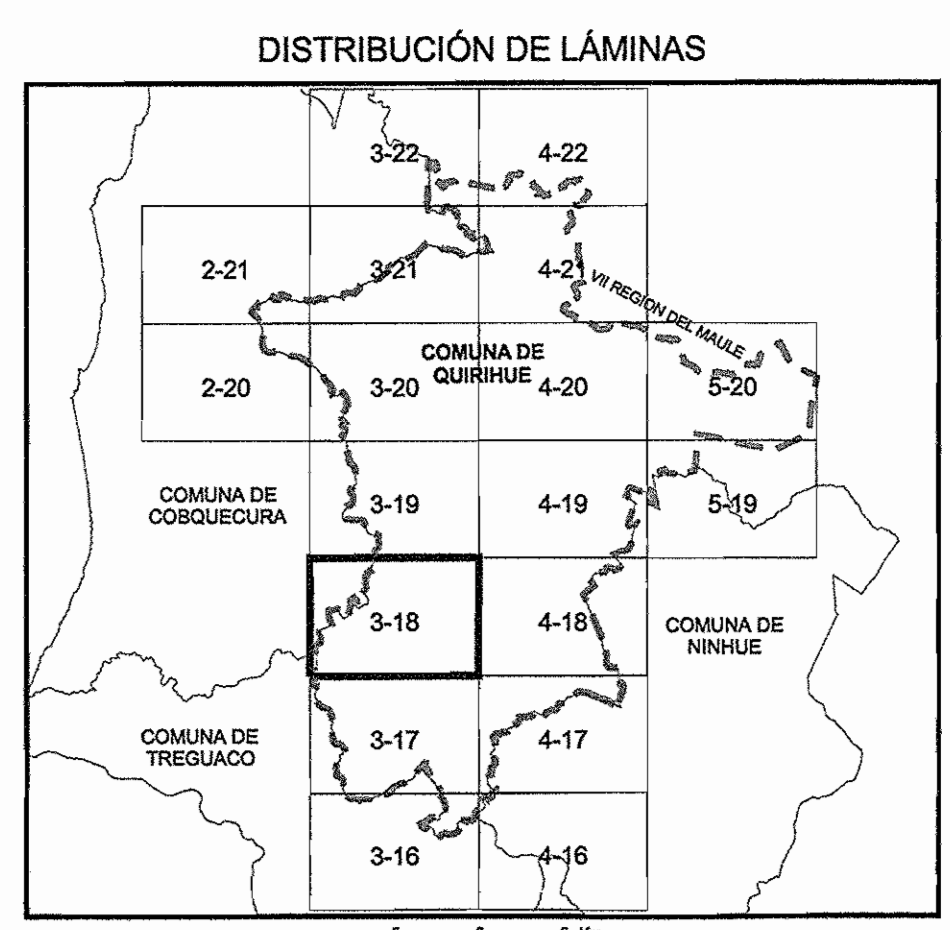 DISTRIBUCIÓN DE LÁMINAS
3-22
4-22
2-21
3-21
4-21
VII REGION DEL MAULE
COMUNA DE
QUIRIHUE
2-20
3-20
4-20
5-20
COMUNA DE
COBQUECURA
3-19
4-19
5-19
3-18
4-18
COMUNA DE
NINHUE
COMUNA DE
TREGUACO
3-17
4-17
3-16
4-16